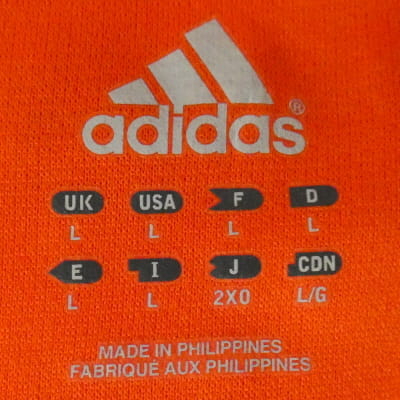 adidas®
UK USA F D
L L L L
E I J CDN
L L 2XO L/G
MADE IN PHILIPPINES
FABRIQUÉ AUX PHILIPPINES